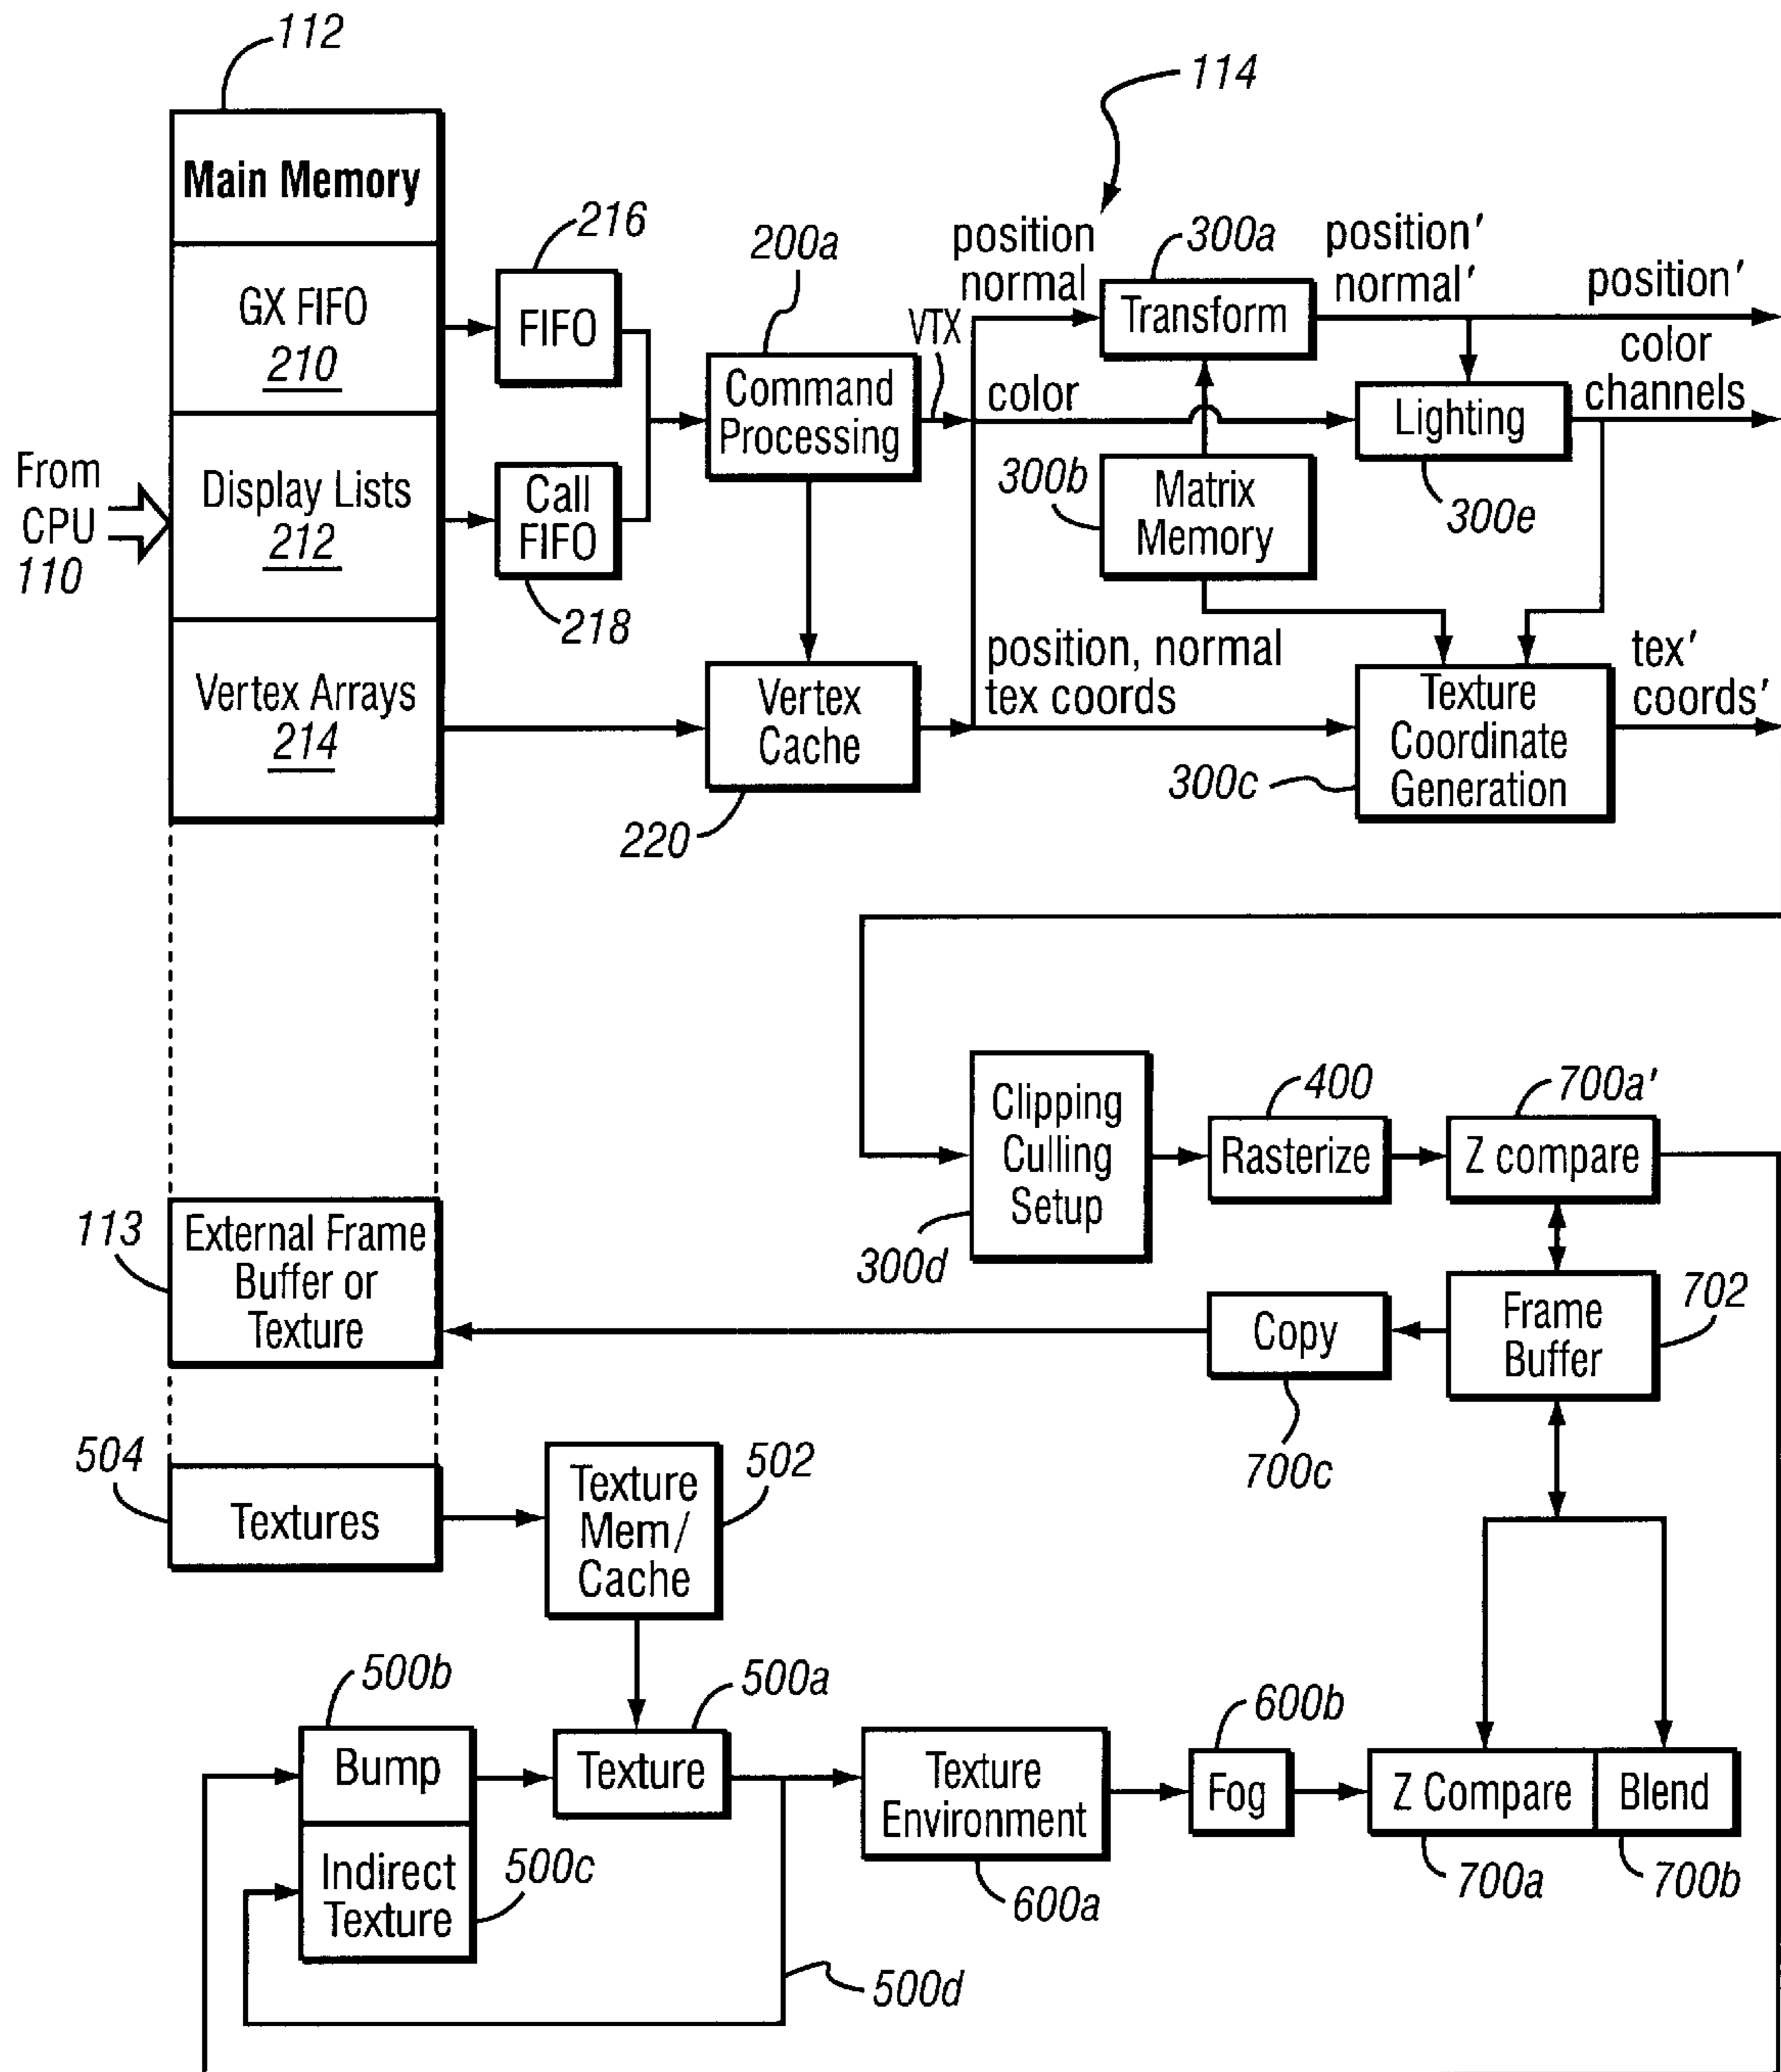 112
114
Main Memory
216
200a
position
normal
300a
position'
normal'
position'
GX FIFO
210
FIFO
VTX
Transform
color
channels
Command
Processing
color
Lighting
From
CPU
110
Display Lists
212
Call
FIFO
300b
Matrix
Memory
300e
218
Vertex Arrays
214
Vertex
Cache
position, normal
tex coords
Texture
Coordinate
Generation
tex'
coords'
300c
220
400
700a'
Clipping
Culling
Setup
Rasterize
Z compare
300d
113
External Frame
Buffer or
Texture
Copy
Frame
Buffer
702
700c
504
Textures
Texture
Mem/
Cache
502
500b
500a
600b
Bump
Texture
Texture
Environment
Fog
Z Compare
Blend
Indirect
Texture
500c
600a
700a
700b
500d